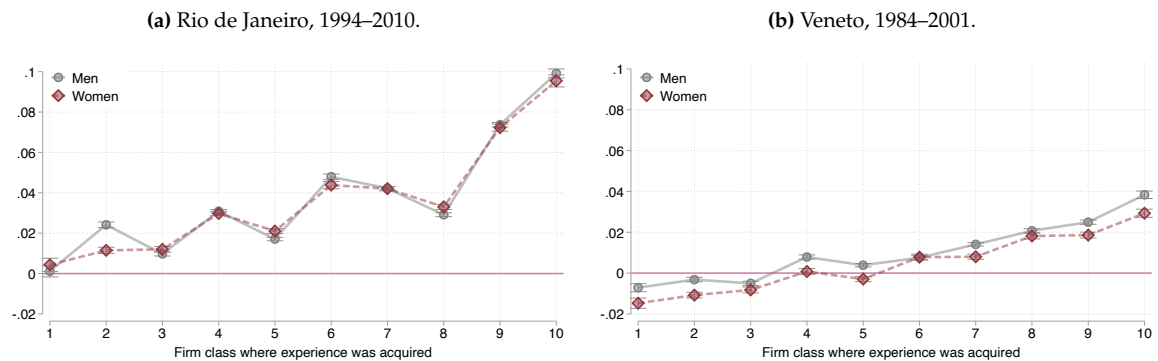 (a) Rio de Janeiro, 1994–2010.
.1
.08
.06
.04
.02
0
-.02
Men
Women
1 2 3 4 5 6 7 8 9 10
Firm class where experience was acquired
(b) Veneto, 1984–2001.
.1
.08
.06
.04
.02
0
-.02
Men
Women
1 2 3 4 5 6 7 8 9 10
Firm class where experience was acquired